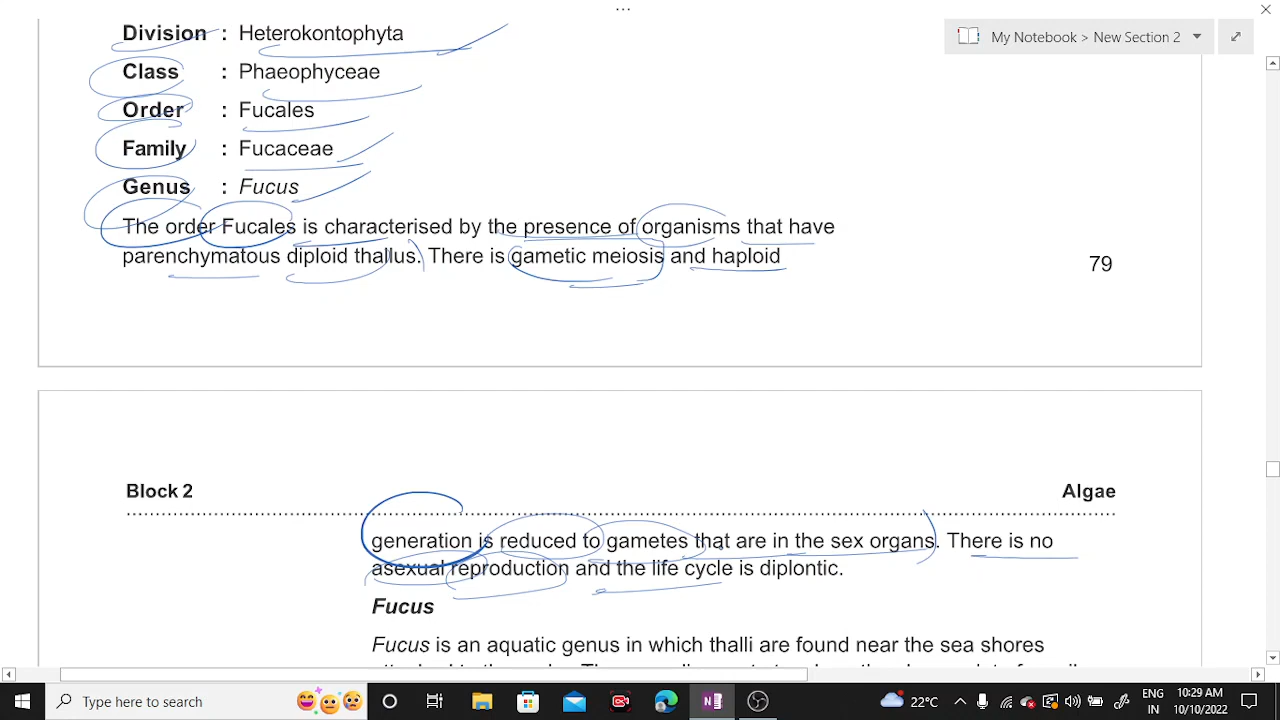 ...
My Notebook > New Section 2
Division : Heterokontophyta
Class : Phaeophyceae
Order : Fucales
Family : Fucaceae
Genus : Fucus
The order Fucales is characterised by the presence of organisms that have
parenchymatous diploid thallus. There is gametic meiosis and haploid
79
Block 2 Algae
generation is reduced to gametes that are in the sex organs. There is no
asexual reproduction and the life cycle is diplontic.
Fucus
Fucus is an aquatic genus in which thalli are found near the sea shores
Type here to search
22°C
ENG
IN
10:29 AM
10/10/2022